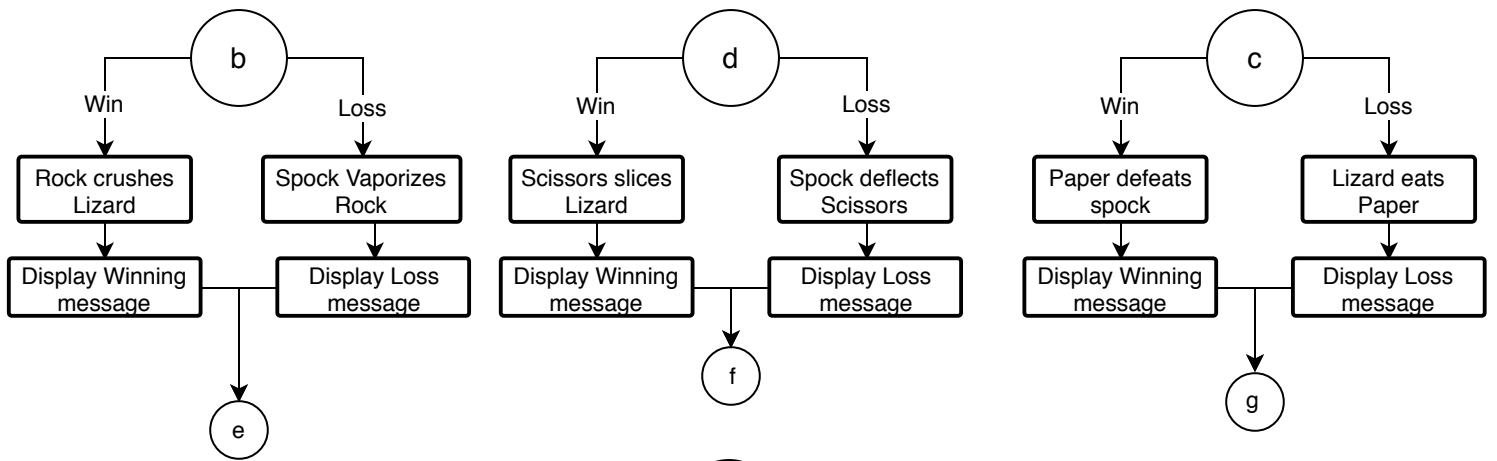 b
Win
Loss
Rock crushes
Lizard
Spock Vaporizes
Rock
Display Winning
message
Display Loss
message
e
d
Win
Loss
Scissors slices
Lizard
Spock deflects
Scissors
Display Winning
message
Display Loss
message
f
c
Win
Loss
Paper defeats
spock
Lizard eats
Paper
Display Winning
message
Display Loss
message
g